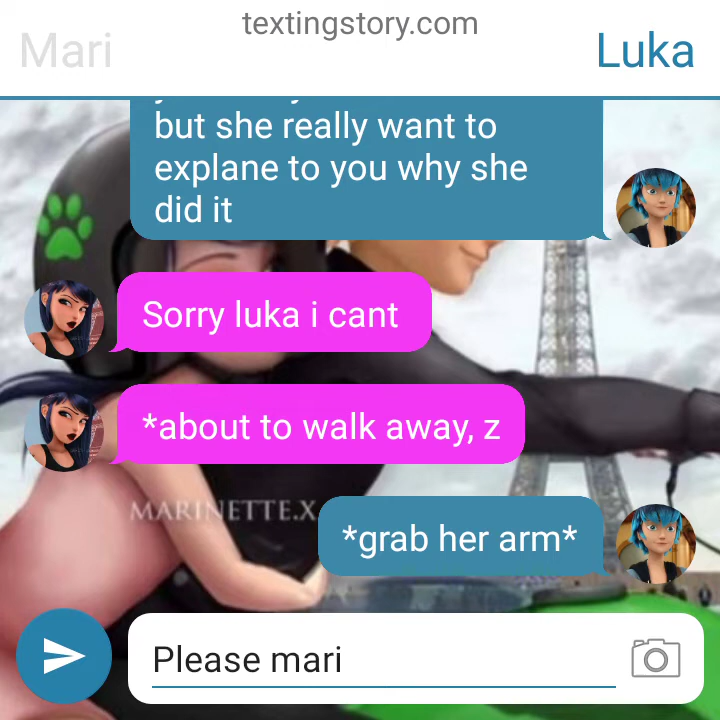 textingstory.com
Mari
Luka
but she really want to
explane to you why she
did it
Sorry luka i cant
*about to walk away, z
MARINETTE.X
*grab her arm*
Please mari